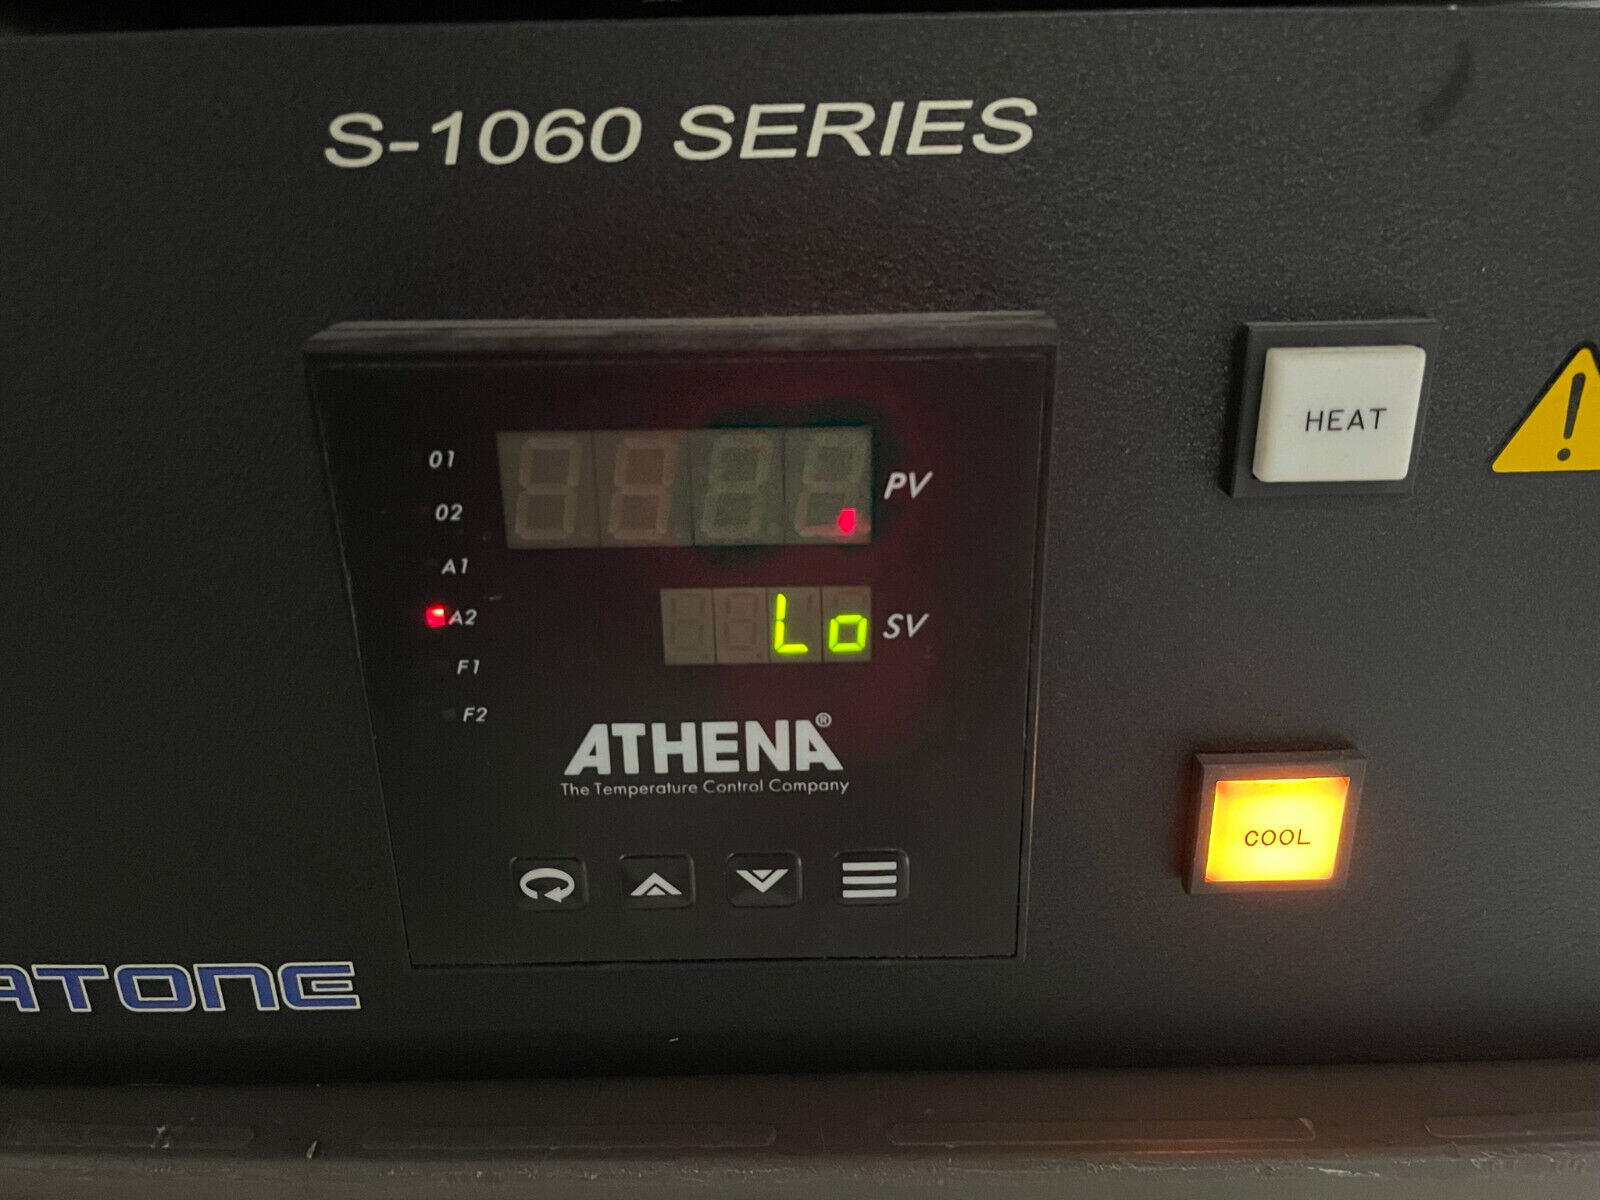 S-1060 SERIES
01
02
A1
A2
F1
F2
PV
Lo SV
ATHENA®
The Temperature Control Company
HEAT
COOL
ATONE